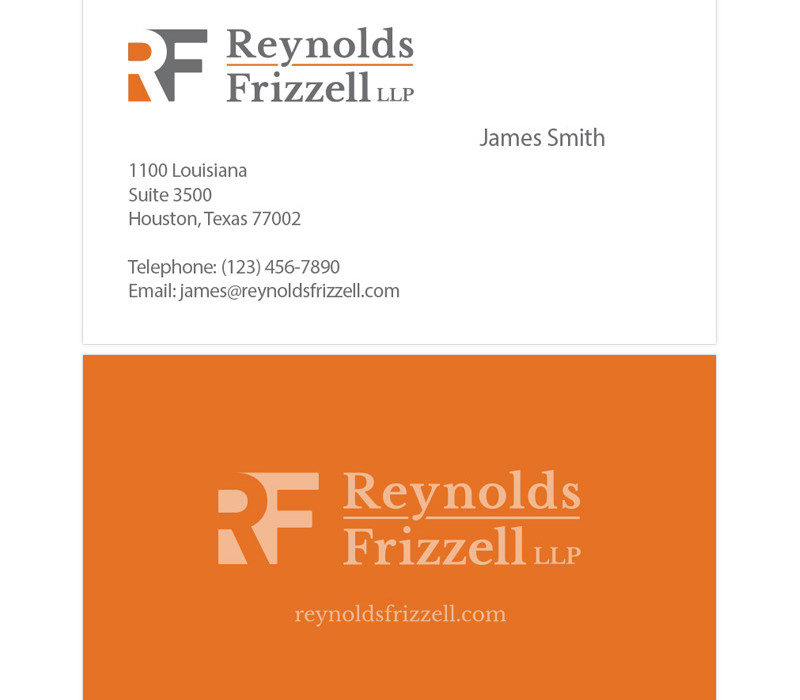 RF
Reynolds
Frizzell LLP
James Smith
1100 Louisiana
Suite 3500
Houston, Texas 77002
Telephone: (123) 456-7890
Email: james@reynoldsfrizzell.com
RF
Reynolds
Frizzell LLP
reynoldsfrizzell.com